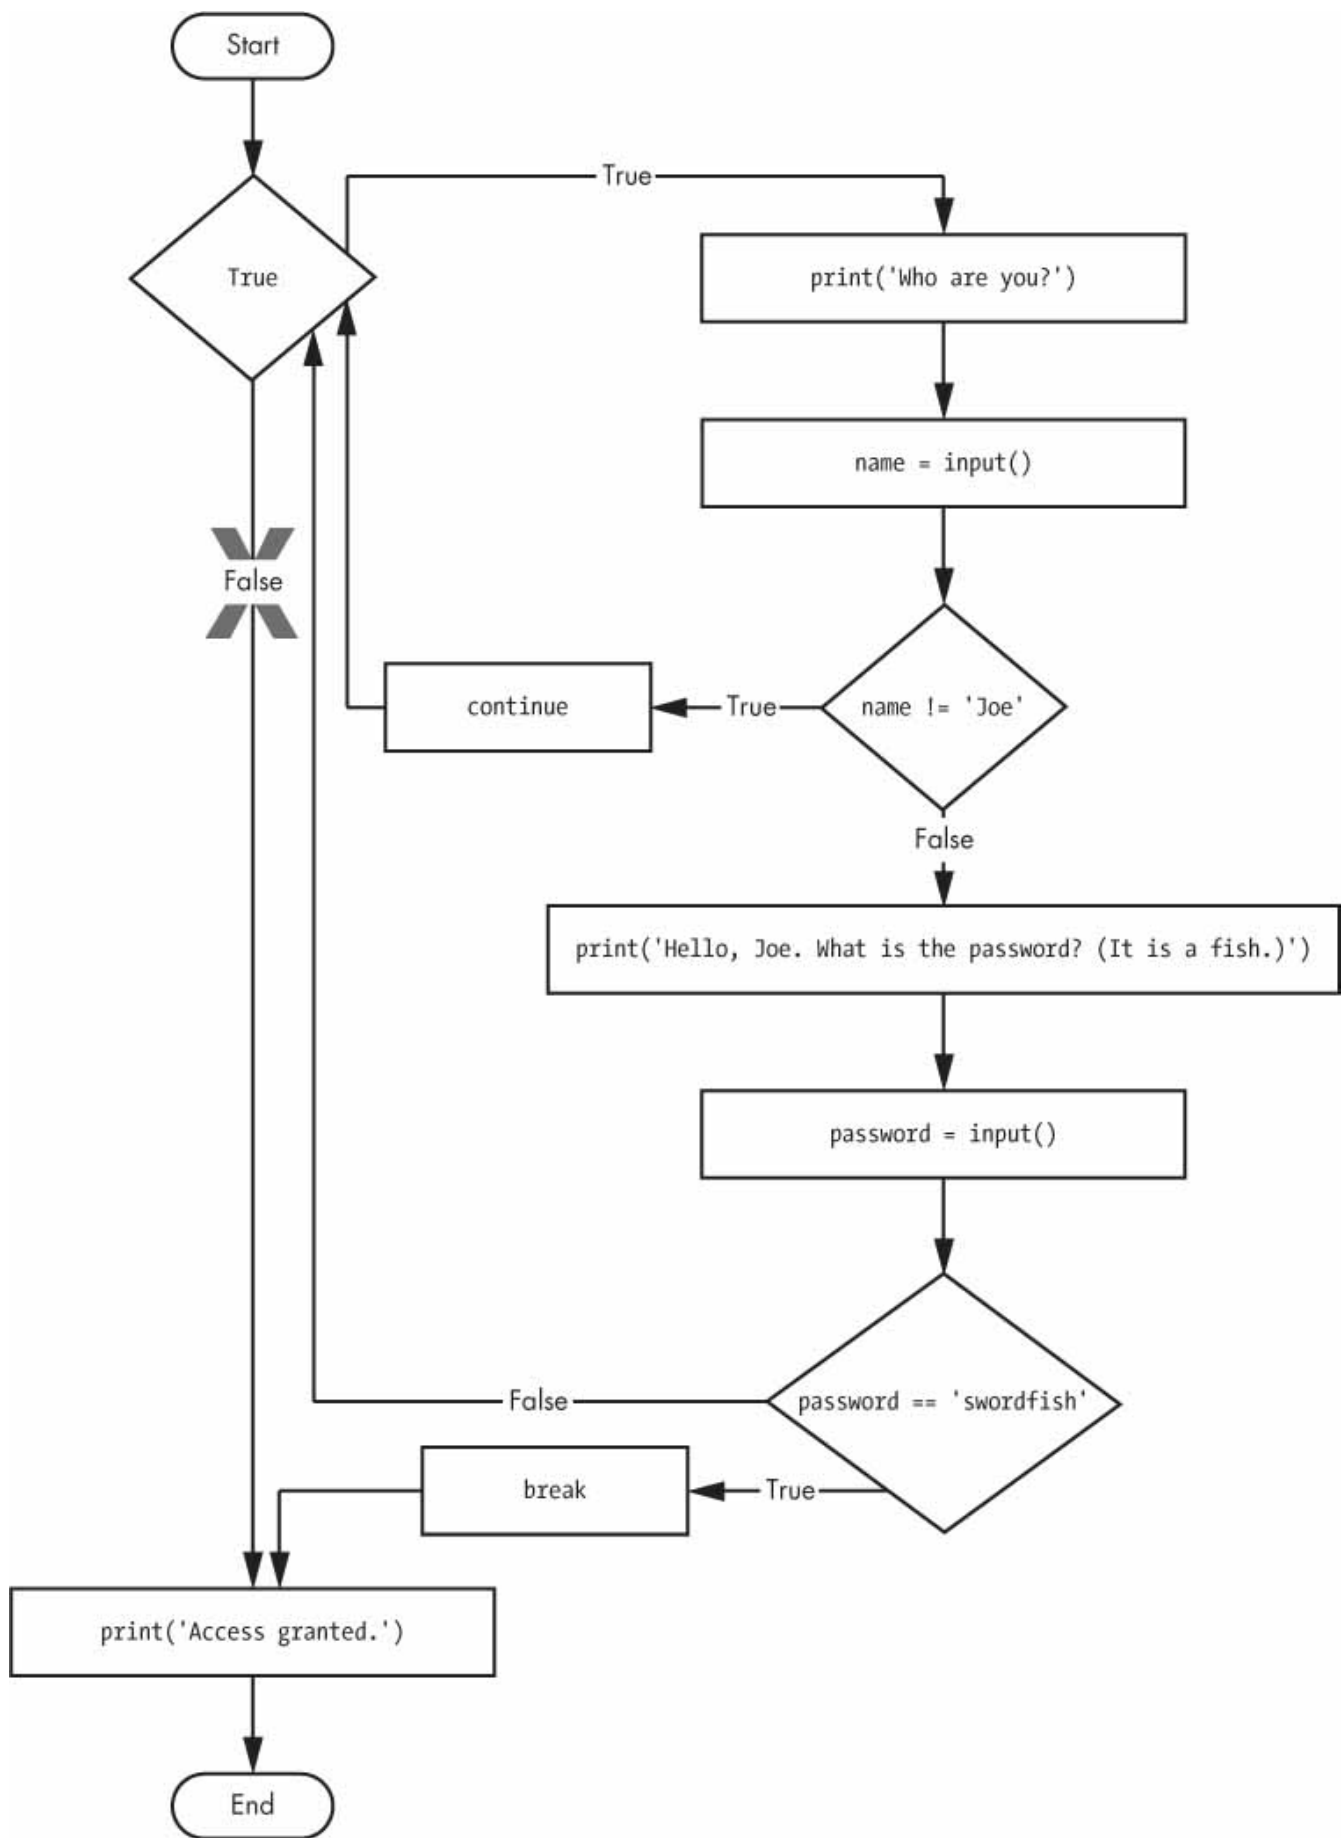 Start
True
True
print('Who are you?')
name = input()
False
continue
True
name != 'Joe'
False
print('Hello, Joe. What is the password? (It is a fish.)')
password = input()
False
password == 'swordfish'
break
True
print('Access granted.')
End